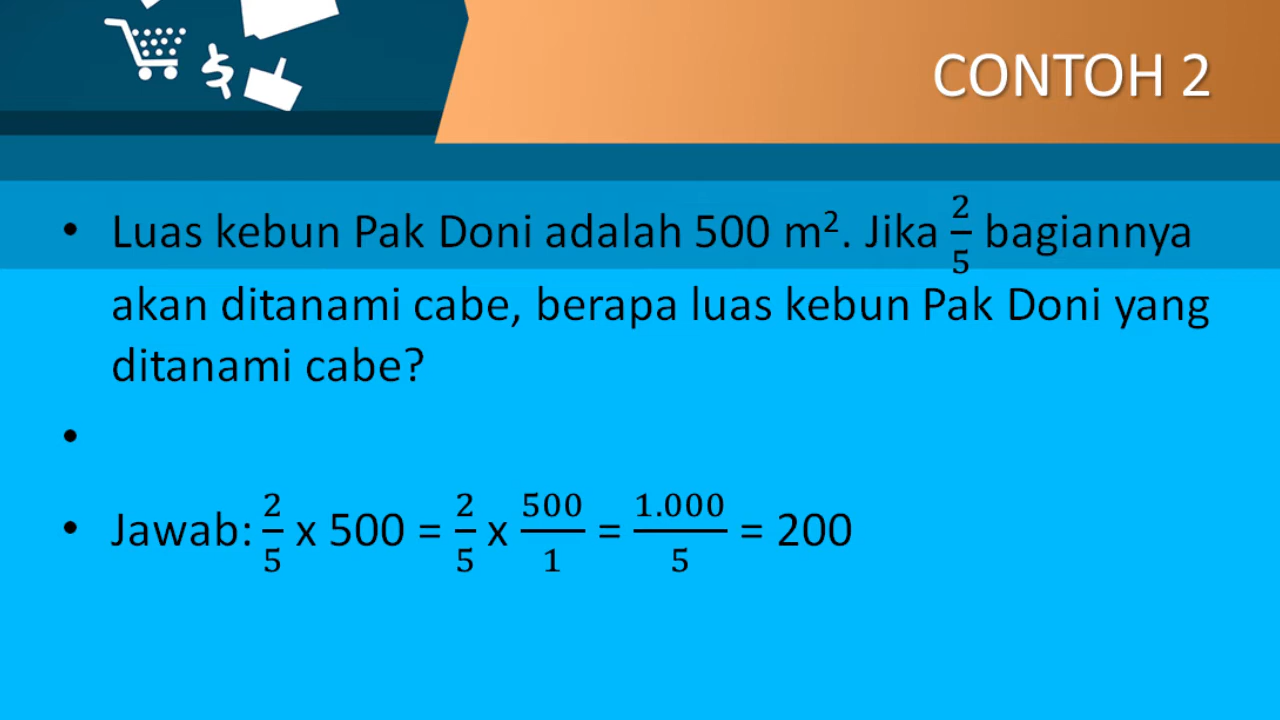 CONTOH 2
• Luas kebun Pak Doni adalah 500 m². Jika 2/5 bagiannya
akan ditanami cabe, berapa luas kebun Pak Doni yang
ditanami cabe?
•
• Jawab: 2/5 x 500 = 2/5 x 500/1 = 1.000/5 = 200